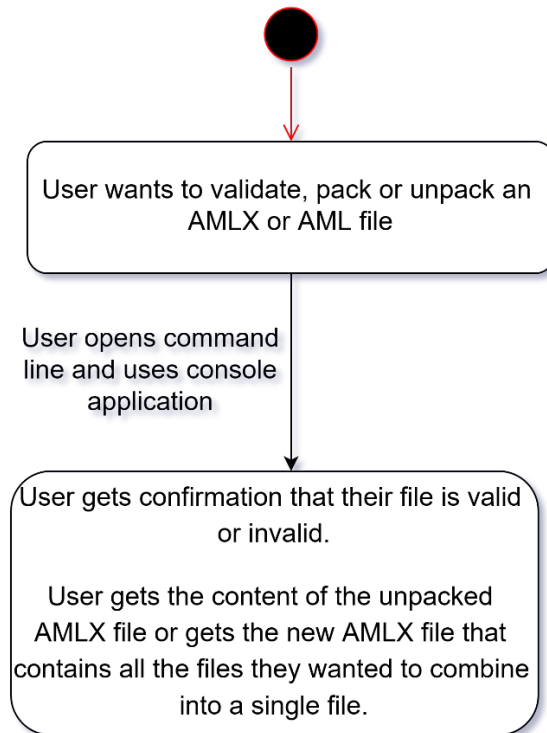 User wants to validate, pack or unpack an
AMLX or AML file
User opens command
line and uses console
application
User gets confirmation that their file is valid
or invalid.
User gets the content of the unpacked
AMLX file or gets the new AMLX file that
contains all the files they wanted to combine
into a single file.